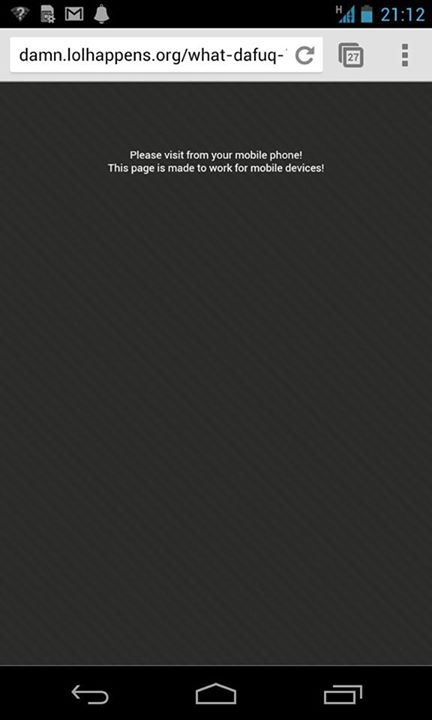 H 21:12
damn.lolhappens.org/what-dafuq-
27
Please visit from your mobile phone!
This page is made to work for mobile devices!